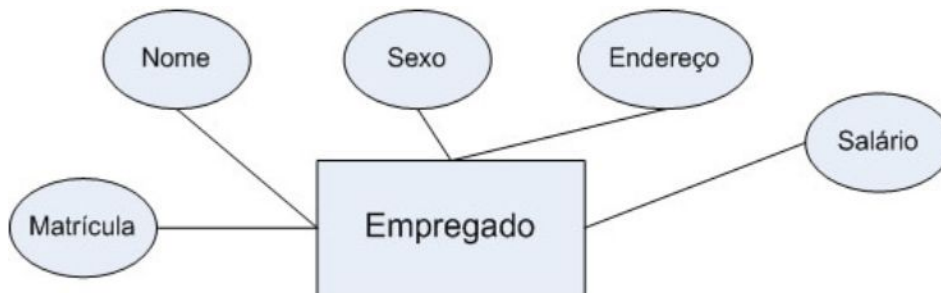 Nome
Sexo
Endereço
Salário
Matrícula
Empregado